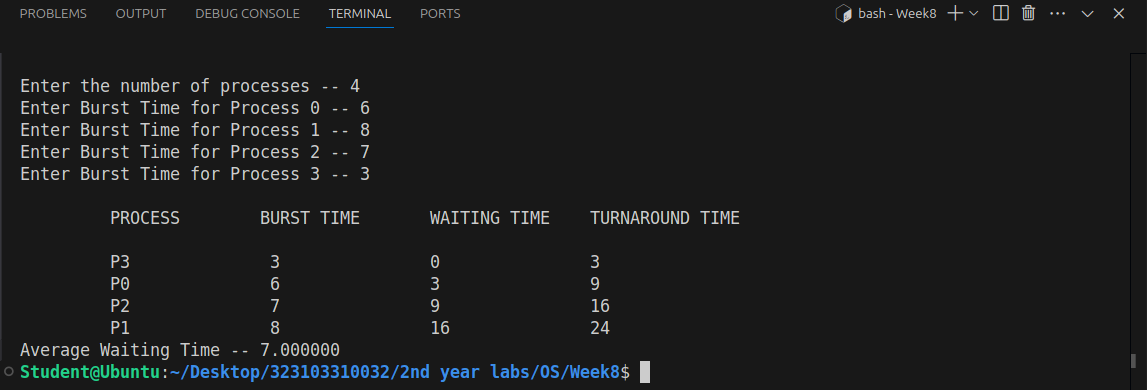 PROBLEMS OUTPUT DEBUG CONSOLE TERMINAL PORTS bash - Week8
Enter the number of processes -- 4
Enter Burst Time for Process 0 -- 6
Enter Burst Time for Process 1 -- 8
Enter Burst Time for Process 2 -- 7
Enter Burst Time for Process 3 -- 3
PROCESS BURST TIME WAITING TIME TURNAROUND TIME
P3 3 0 3
P0 6 3 9
P2 7 9 16
P1 8 16 24
Average Waiting Time -- 7.000000
Student@Ubuntu:~/Desktop/323103310032/2nd year labs/OS/Week8$